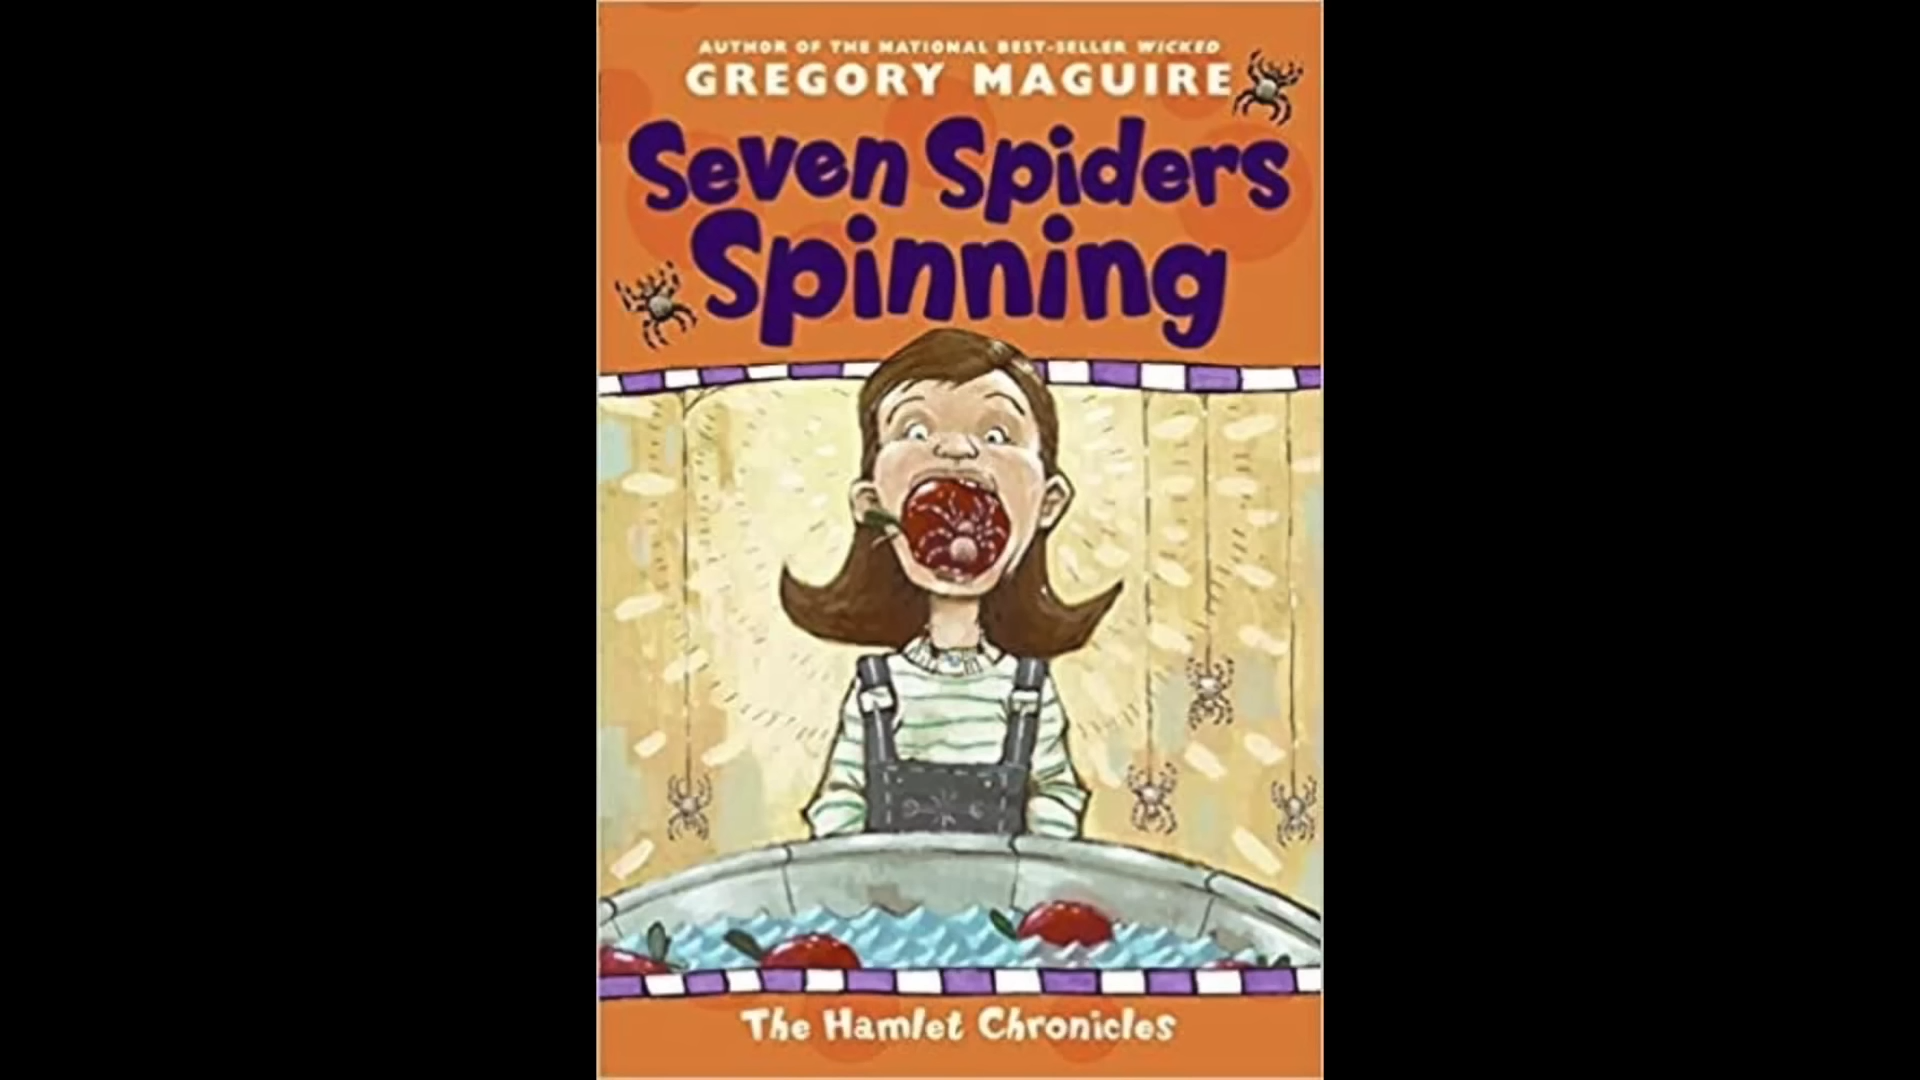 AUTHOR OF THE NATIONAL BEST-SELLER WICKED
GREGORY MAGUIRE
Seven Spiders
Spinning
The Hamlet Chronicles